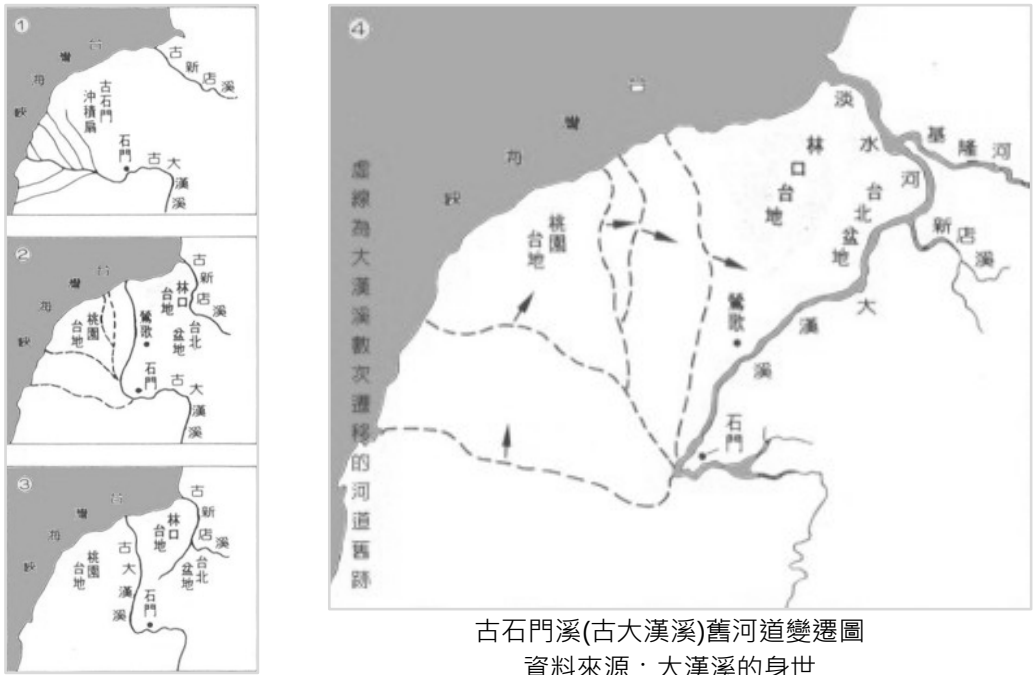 ①
台灣海峽
古新店溪
古石門沖積扇
石門
古大漢溪
②
台灣海峽
古新店溪
林口台地
桃園台地
鶯歌
台北盆地
石門
古大漢溪
③
台灣海峽
古新店溪
林口台地
桃園台地
古大漢溪
台北盆地
石門
④
台灣海峽
淡水河
基隆河
林口台地
台北盆地
新店溪
桃園台地
鶯歌
大漢溪
石門
虛線為大漢溪數次遷移的河道舊跡
古石門溪(古大漢溪)舊河道變遷圖
資料來源：大漢溪的身世